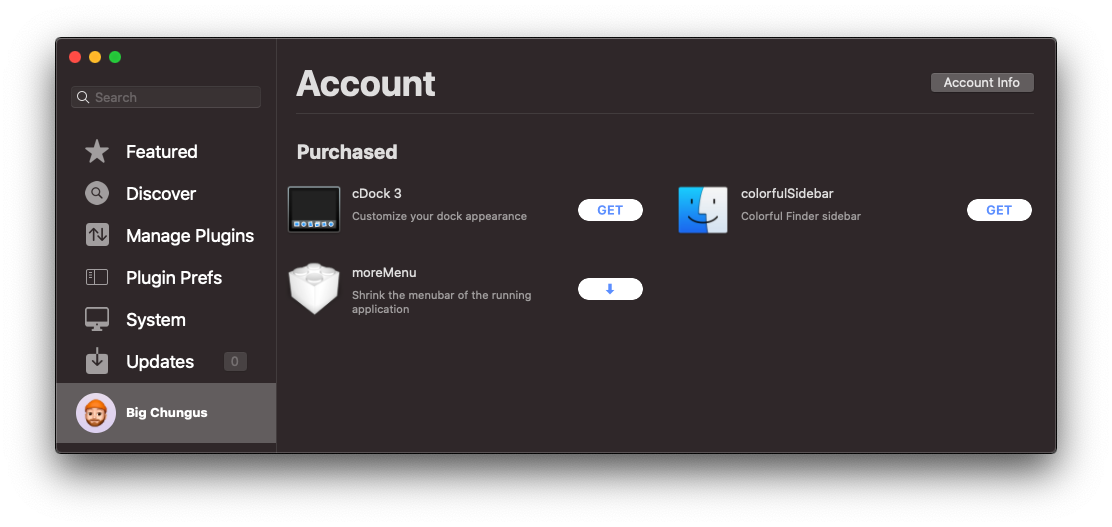 Search
Featured
Discover
Manage Plugins
Plugin Prefs
System
Updates 0
Big Chungus
Account
Account Info
Purchased
cDock 3
Customize your dock appearance
GET
colorfulSidebar
Colorful Finder sidebar
GET
moreMenu
Shrink the menubar of the running
application